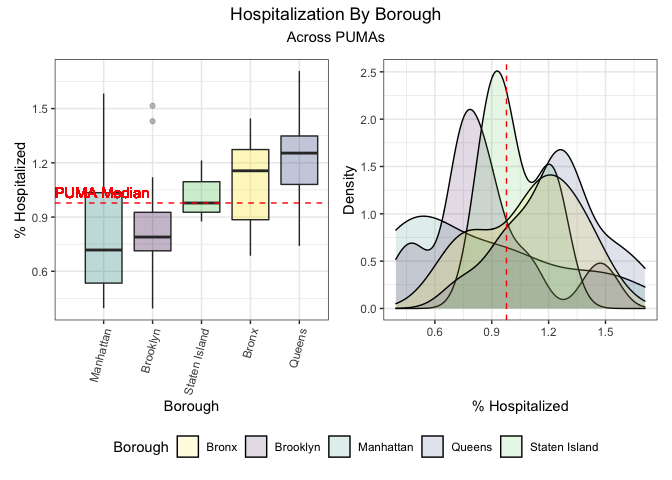 Hospitalization By Borough
Across PUMAs
% Hospitalized
1.5
1.2
0.9
0.6
PUMA Median
Manhattan
Brooklyn
Staten Island
Bronx
Queens
Borough
Density
2.5
2.0
1.5
1.0
0.5
0.0
0.6
0.9
1.2
1.5
% Hospitalized
Borough Bronx Brooklyn Manhattan Queens Staten Island